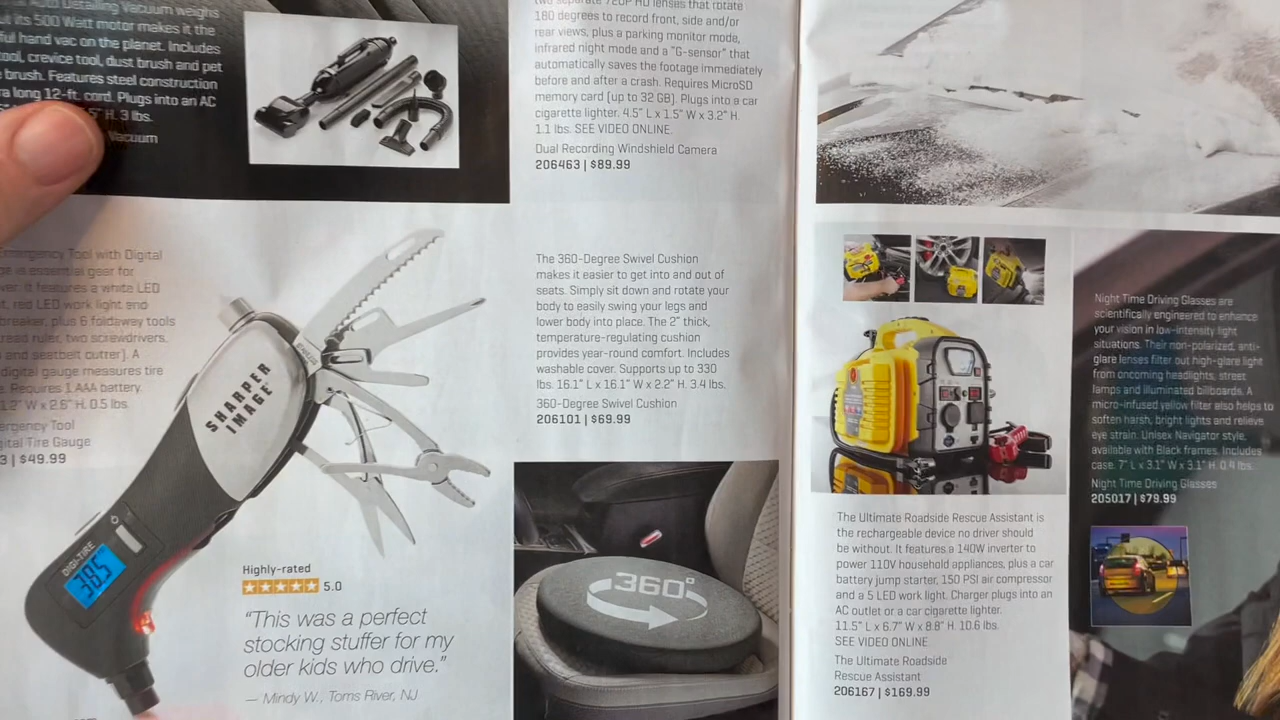 Auto Detailing Vacuum weighs
its 500 Watt motor makes it the
ful hand vac on the planet. Includes
tool, crevice tool, dust brush and pet
brush. Features steel construction
ra long 12-ft. cord. Plugs into an AC
5" H. 3 lbs.
Vacuum
two separate 720P HD lenses that rotate
180 degrees to record front, side and/or
rear views, plus a parking monitor mode,
infrared night mode and a "G-sensor" that
automatically saves the footage immediately
before and after a crash. Requires MicroSD
memory card (up to 32 GB). Plugs into a car
cigarette lighter. 4.5" L x 1.5" W x 3.2" H.
1.1 lbs. SEE VIDEO ONLINE.
Dual Recording Windshield Camera
206463 | $89.99
Emergency Tool with Digital
is essential gear for
ver. It features a white LED
t, red LED work light and
breaker, plus 6 foldaway tools
read ruler, two screwdrivers,
and seatbelt cutter). A
digital gauge measures tire
Requires 1 AAA battery.
1.2" W x 2.6" H. 0.5 lbs.
ergency Tool
gital Tire Gauge
3 | $49.99
SHARPER
IMAGE
DIGI-TIRE
38.5
Highly-rated
5.0
"This was a perfect
stocking stuffer for my
older kids who drive."
— Mindy W., Toms River, NJ
The 360-Degree Swivel Cushion
makes it easier to get into and out of
seats. Simply sit down and rotate your
body to easily swing your legs and
lower body into place. The 2" thick,
temperature-regulating cushion
provides year-round comfort. Includes
washable cover. Supports up to 330
lbs. 16.1" L x 16.1" W x 2.2" H. 3.4 lbs.
360-Degree Swivel Cushion
206101 | $69.99
360°
The Ultimate Roadside Rescue Assistant is
the rechargeable device no driver should
be without. It features a 140W inverter to
power 110V household appliances, plus a car
battery jump starter, 150 PSI air compressor
and a 5 LED work light. Charger plugs into an
AC outlet or a car cigarette lighter.
11.5" L x 6.7" W x 8.8" H. 10.6 lbs.
SEE VIDEO ONLINE.
The Ultimate Roadside
Rescue Assistant
206167 | $169.99
Night Time Driving Glasses are
scientifically engineered to enhance
your vision in low-intensity light
situations. Their non-polarized, anti-
glare lenses filter out high-glare light
from oncoming headlights, street
lamps and illuminated billboards. A
micro-infused yellow filter also helps to
soften harsh, bright lights and relieve
eye strain. Unisex Navigator style,
available with Black frames. Includes
case. 7" L x 3.1" W x 3.1" H. 0.4 lbs.
Night Time Driving Glasses
205017 | $79.99